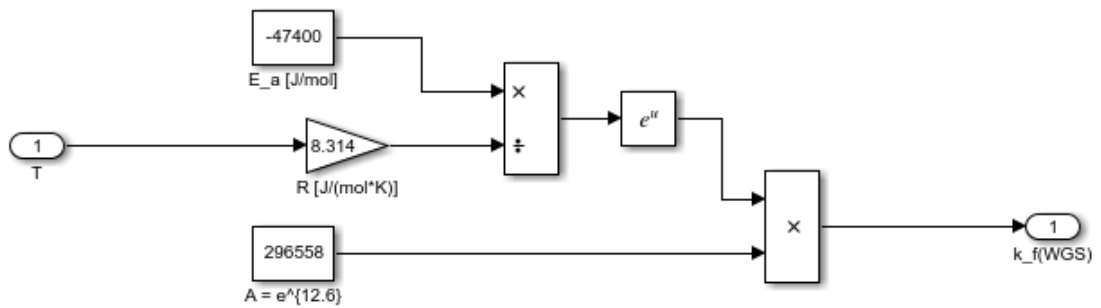 -47400
E_a [J/mol]
×
e^u
1
T
8.314
÷
R [J/(mol*K)]
×
1
k_f(WGS)
296558
A = e^{12.6}